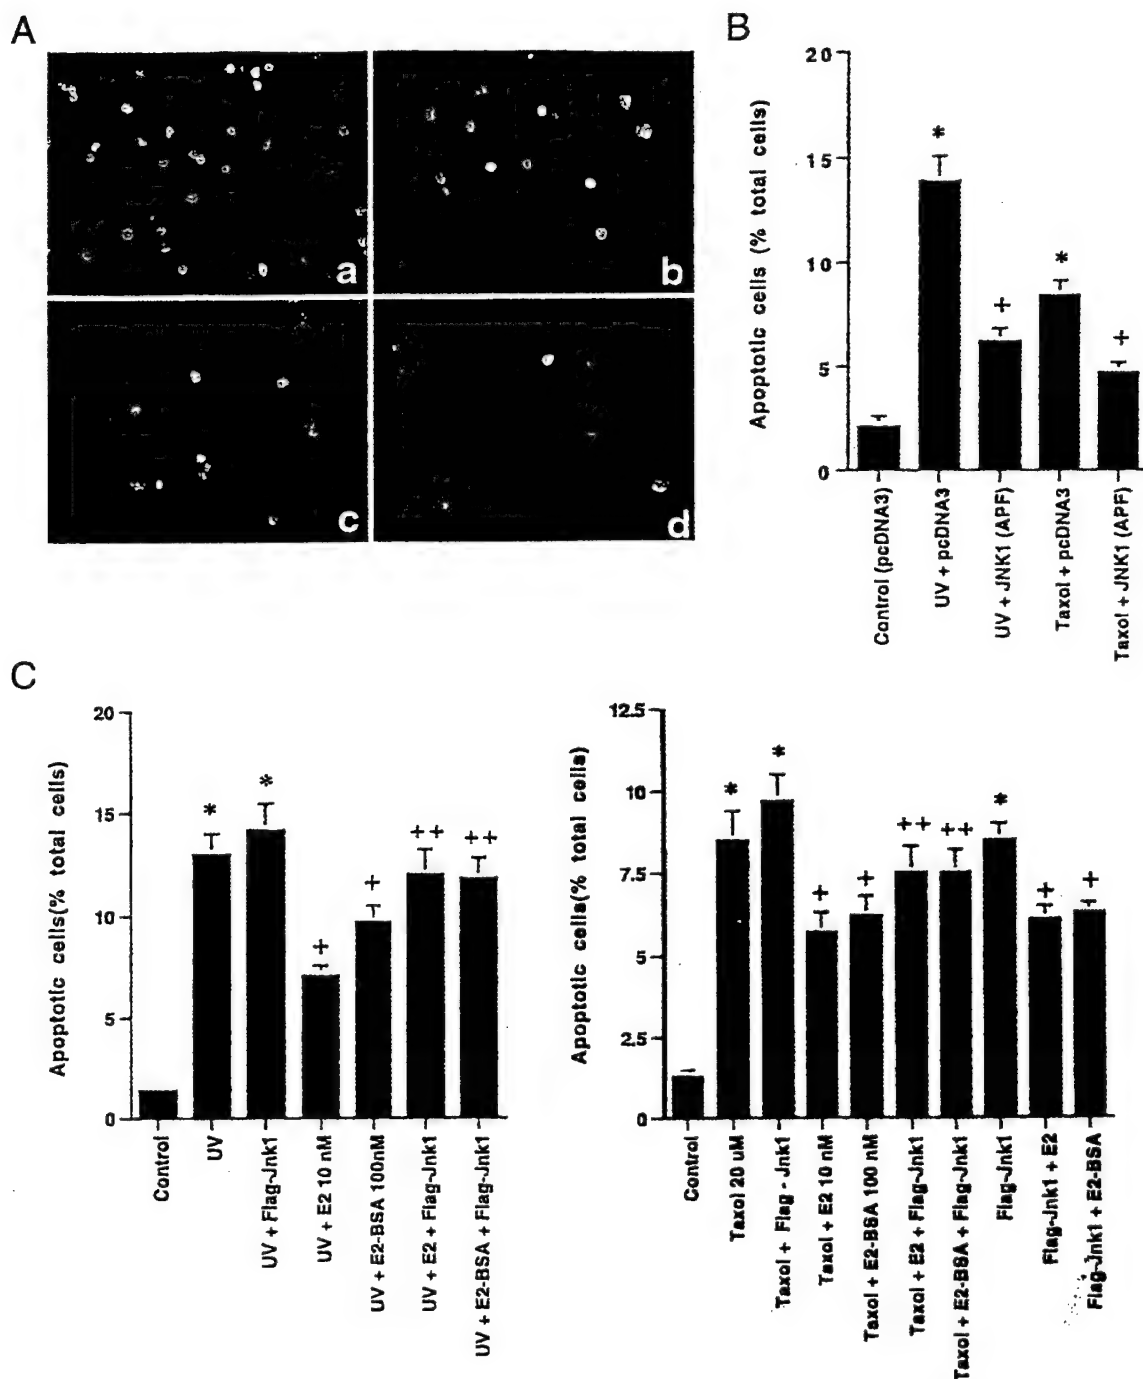 A
a
b
c
d
B
Apoptotic cells (% total cells)
20
15
10
5
0
*
+
*
+
Control (pcDNA3)
UV + pcDNA3
UV + JNK1 (APF)
Taxol + pcDNA3
Taxol + JNK1 (APF)
C
Apoptotic cells(% total cells)
20
15
10
5
0
*
*
+
+
++
++
Control
UV
UV + Flag-Jnk1
UV + E2 10 nM
UV + E2-BSA 100nM
UV + E2 + Flag-Jnk1
UV + E2-BSA + Flag-Jnk1
Apoptotic cells(% total cells)
12.5
10
7.5
5
2.5
0
*
*
+
+
++
++
*
+
+
Control
Taxol 20 uM
Taxol + Flag - Jnk1
Taxol + E2 10 nM
Taxol + E2-BSA 100 nM
Taxol + E2 + Flag-Jnk1
Taxol + E2-BSA + Flag-Jnk1
Flag-Jnk1
Flag-Jnk1 + E2
Flag-Jnk1 + E2-BSA